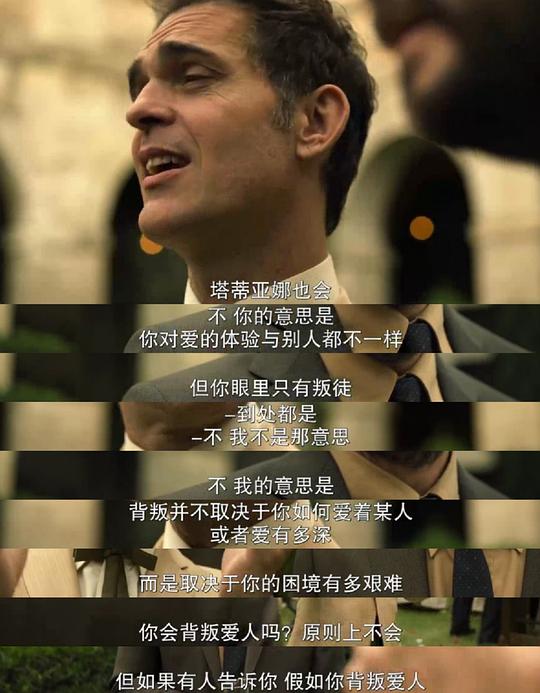 塔蒂亚娜也会
不 你的意思是
你对爱的体验与别人都不一样
但你眼里只有叛徒
-到处都是
-不 我不是那意思
不 我的意思是
背叛并不取决于你如何爱着某人
或者爱有多深
而是取决于你的困境有多艰难
你会背叛爱人吗？原则上不会
但如果有人告诉你 假如你背叛爱人